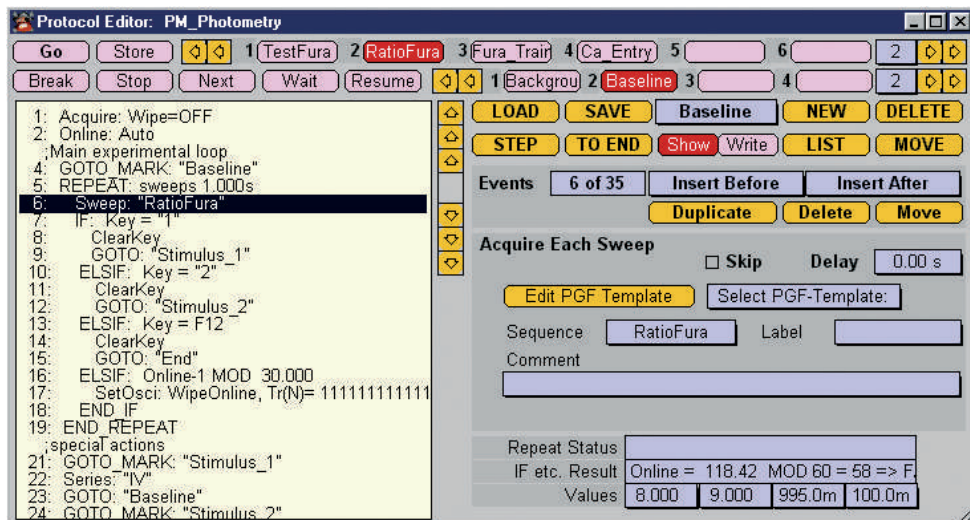 Protocol Editor: PM_Photometry
Go Store 1 TestFura 2 RatioFura 3 Fura_Train 4 Ca_Entry 5 6 2
Break Stop Next Wait Resume 1 Backgrou 2 Baseline 3 4 2
1: Acquire: Wipe=OFF
2: Online: Auto
;Main experimental loop
4: GOTO_MARK: "Baseline"
5: REPEAT: sweeps 1.000s
6: Sweep: "RatioFura"
7: IF: Key = "1"
8: ClearKey
9: GOTO: "Stimulus_1"
10: ELSIF: Key = "2"
11: ClearKey
12: GOTO: "Stimulus_2"
13: ELSIF: Key = F12
14: ClearKey
15: GOTO: "End"
16: ELSIF: Online-1 MOD 30.000
17: SetOsci: WipeOnline, Tr(N)= 111111111111
18: END_IF
19: END_REPEAT
;special actions
21: GOTO_MARK: "Stimulus_1"
22: Series: "IV"
23: GOTO: "Baseline"
24: GOTO_MARK: "Stimulus_2"
LOAD SAVE Baseline NEW DELETE
STEP TO END Show Write LIST MOVE
Events 6 of 35 Insert Before Insert After
Duplicate Delete Move
Acquire Each Sweep
Skip Delay 0.00 s
Edit PGF Template Select PGF-Template:
Sequence RatioFura Label
Comment
Repeat Status
IF etc. Result Online = 118.42 MOD 60 = 58 => F,
Values 8.000 9.000 995.0m 100.0m